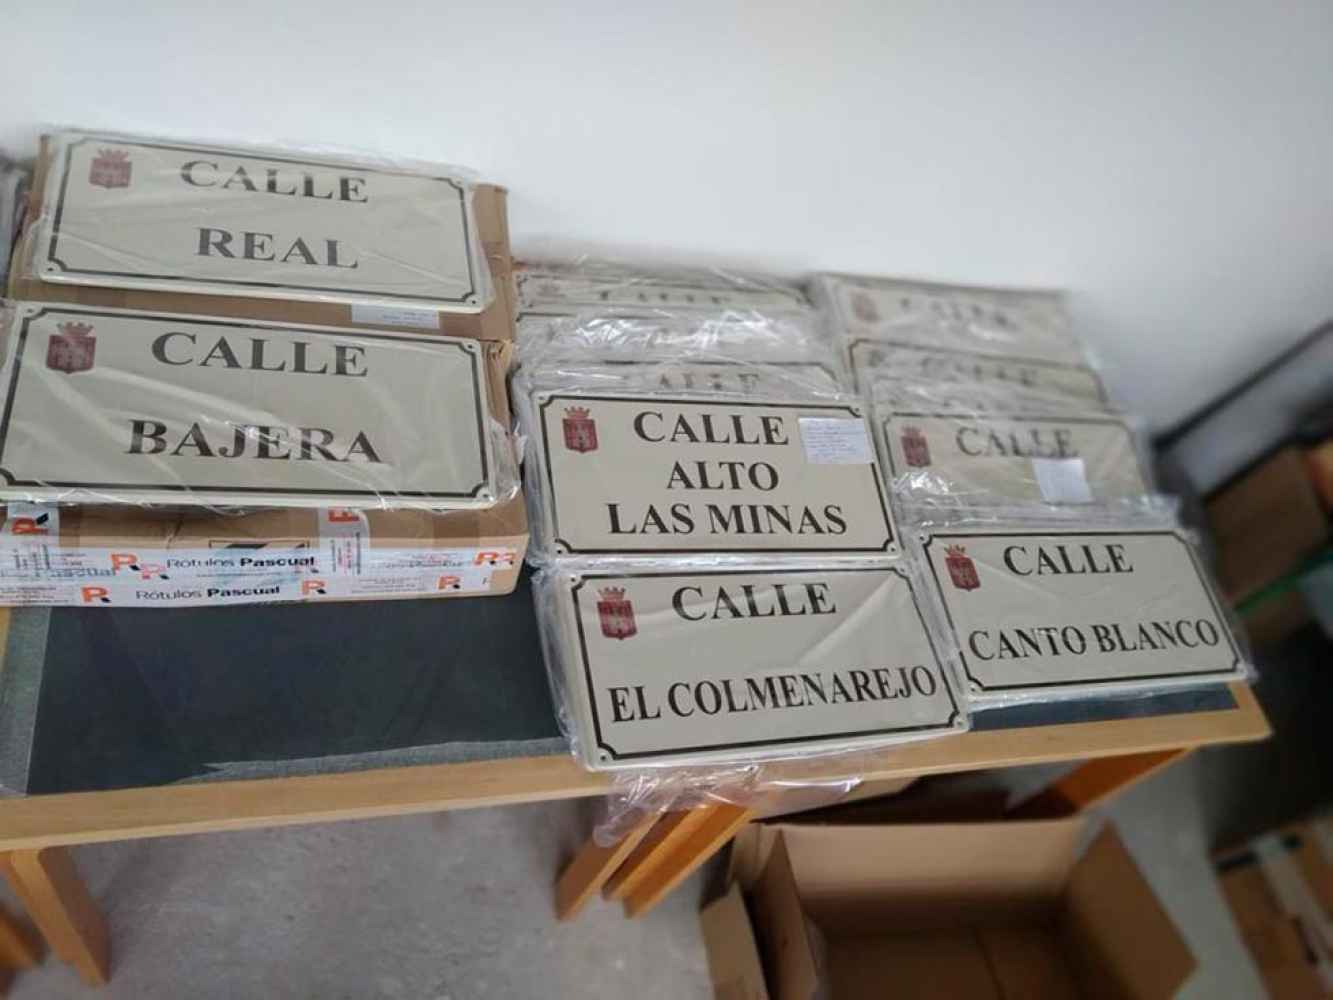 CALLE
REAL
CALLE
BAJERA
Rótulos Pascual
Rótulos Pascual
CALLE
ALTO
LAS MINAS
CALLE
EL COLMENAREJO
CALLE
CALLE
CANTO BLANCO